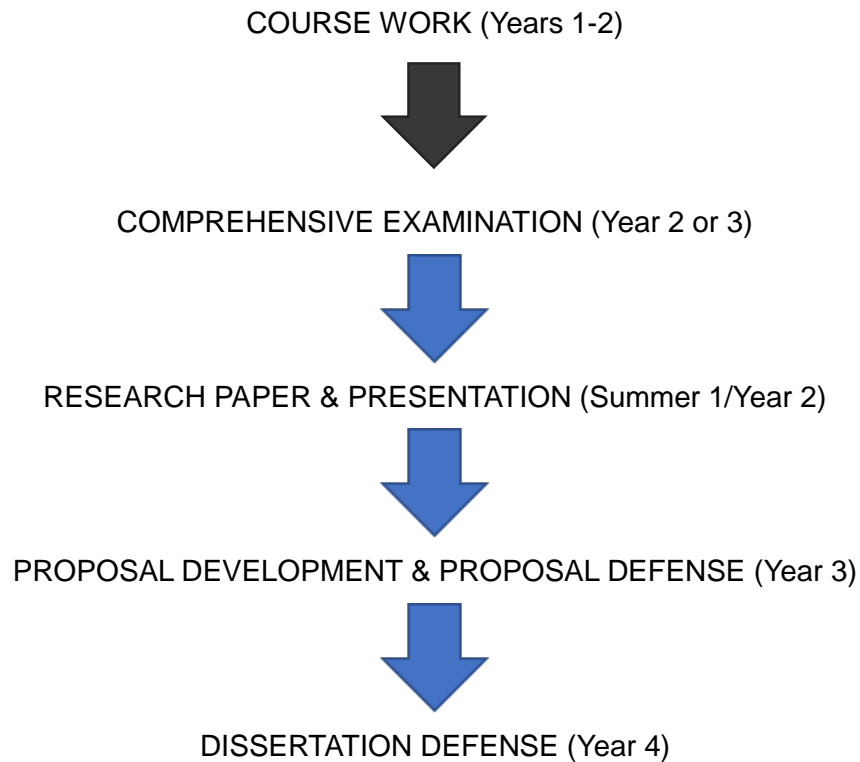 COURSE WORK (Years 1-2)
COMPREHENSIVE EXAMINATION (Year 2 or 3)
RESEARCH PAPER & PRESENTATION (Summer 1/Year 2)
PROPOSAL DEVELOPMENT & PROPOSAL DEFENSE (Year 3)
DISSERTATION DEFENSE (Year 4)